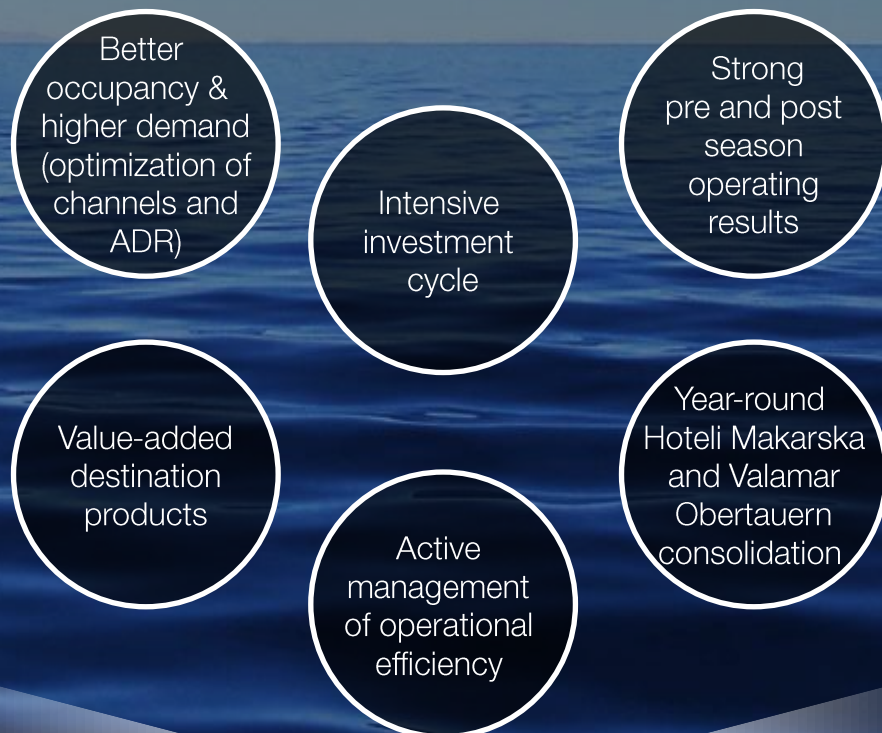 Better
occupancy &
higher demand
(optimization of
channels and
ADR)
Intensive
investment
cycle
Strong
pre and post
season
operating
results
Value-added
destination
products
Active
management
of operational
efficiency
Year-round
Hoteli Makarska
and Valamar
Obertauern
consolidation